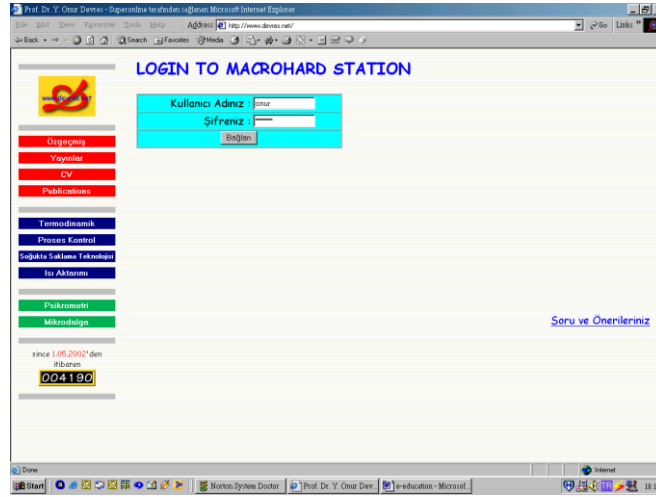 Prof. Dr. Y. Onur Devres - Superonline tarafından sağlanan Microsoft Internet Explorer
File Edit View Favorites Tools Help Address http://www.devres.net/ Go Links »
Back Search Favorites Media
LOGIN TO MACROHARD STATION
www.devres.net
Kullanıcı Adınız : onur
Şifreniz : ******
Bağlan
Özgeçmiş
Yayınlar
CV
Publications
Termodinamik
Proses Kontrol
Soğukta Saklama Teknolojisi
Isı Aktarımı
Psikrometri
Mikrodalga
Soru ve Önerileriniz
since 1.05.2002'den
itibaren
004190
Done Internet
Start Norton System Doctor Prof. Dr. Y. Onur Dev... e-education - Microsof...